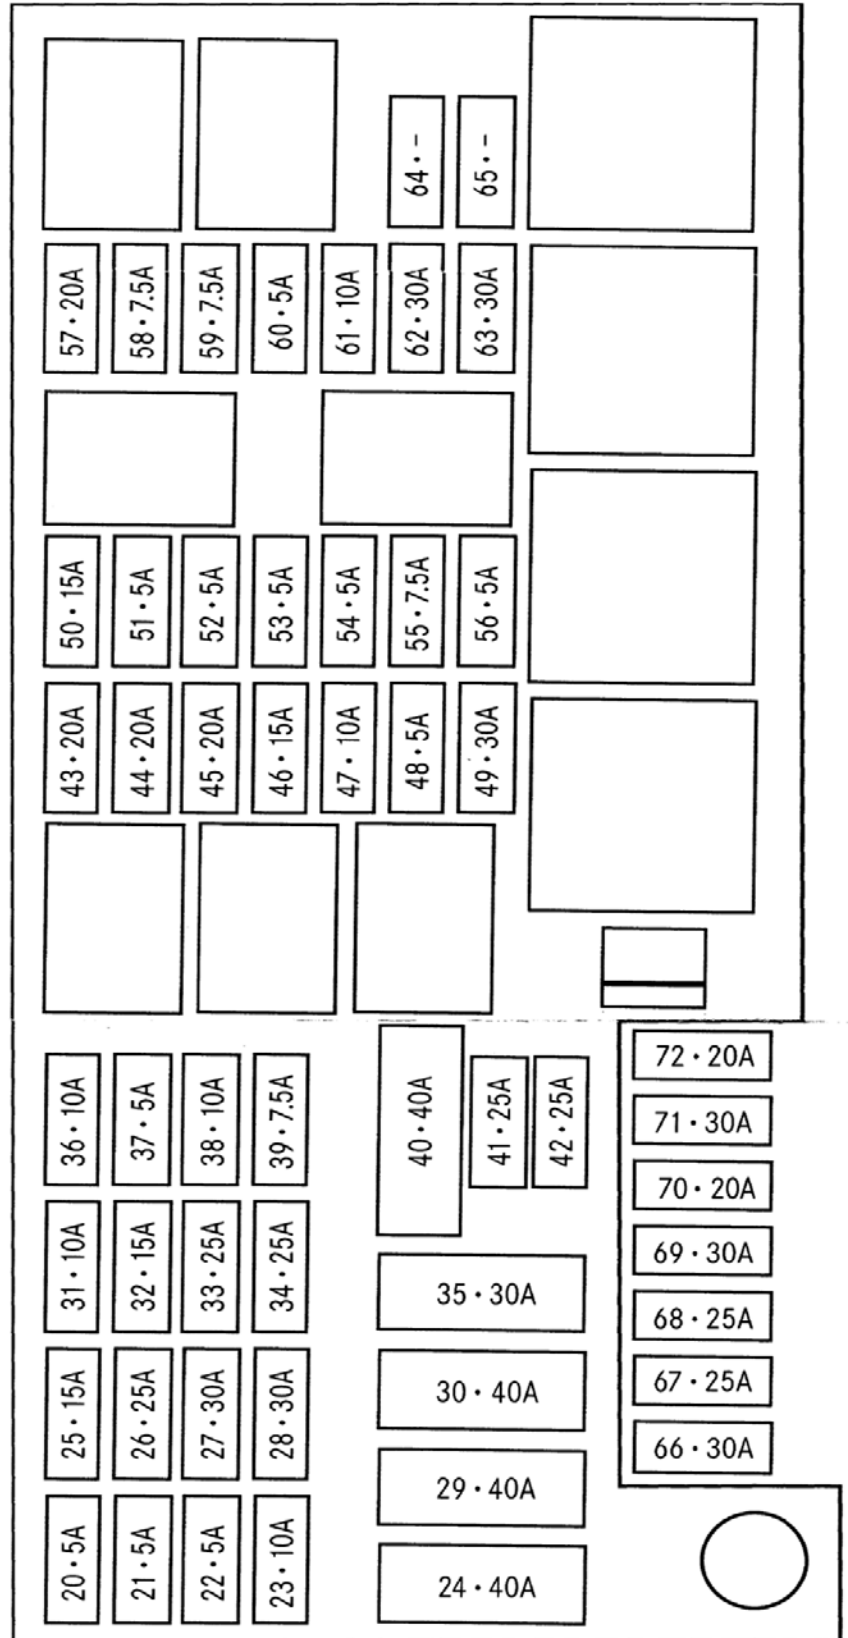 64 · –
65 · –
57 · 20A
58 · 7.5A
59 · 7.5A
60 · 5A
61 · 10A
62 · 30A
63 · 30A
50 · 15A
51 · 5A
52 · 5A
53 · 5A
54 · 5A
55 · 7.5A
56 · 5A
43 · 20A
44 · 20A
45 · 20A
46 · 15A
47 · 10A
48 · 5A
49 · 30A
36 · 10A
37 · 5A
38 · 10A
39 · 7.5A
40 · 40A
41 · 25A
42 · 25A
72 · 20A
71 · 30A
70 · 20A
69 · 30A
68 · 25A
67 · 25A
66 · 30A
31 · 10A
32 · 15A
33 · 25A
34 · 25A
35 · 30A
25 · 15A
26 · 25A
27 · 30A
28 · 30A
30 · 40A
29 · 40A
20 · 5A
21 · 5A
22 · 5A
23 · 10A
24 · 40A